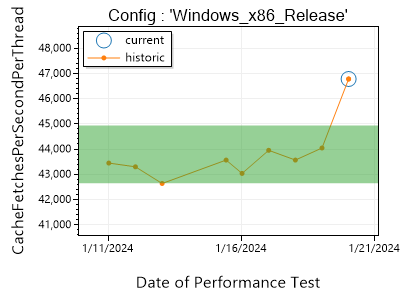 Config : 'Windows_x86_Release'
current
historic
CacheFetchesPerSecondPerThread
48,000
47,000
46,000
45,000
44,000
43,000
42,000
41,000
1/11/2024 1/16/2024 1/21/2024
Date of Performance Test